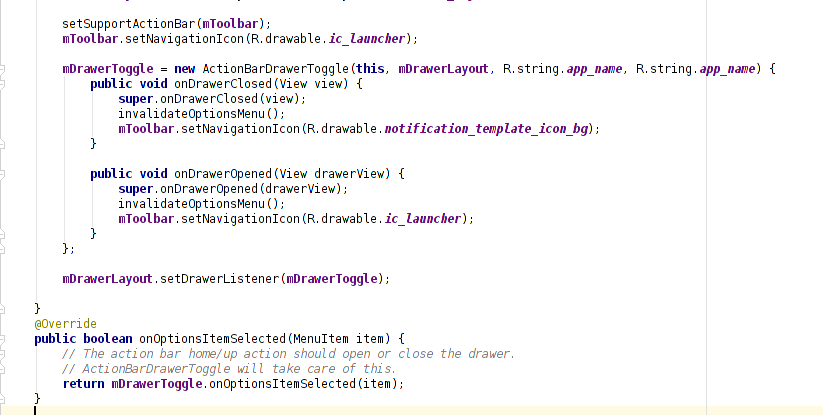 setSupportActionBar(mToolbar);
mToolbar.setNavigationIcon(R.drawable.ic_launcher);
mDrawerToggle = new ActionBarDrawerToggle(this, mDrawerLayout, R.string.app_name, R.string.app_name) {
public void onDrawerClosed(View view) {
super.onDrawerClosed(view);
invalidateOptionsMenu();
mToolbar.setNavigationIcon(R.drawable.notification_template_icon_bg);
}
public void onDrawerOpened(View drawerView) {
super.onDrawerOpened(drawerView);
invalidateOptionsMenu();
mToolbar.setNavigationIcon(R.drawable.ic_launcher);
}
};
mDrawerLayout.setDrawerListener(mDrawerToggle);
}
@Override
public boolean onOptionsItemSelected(MenuItem item) {
// The action bar home/up action should open or close the drawer.
// ActionBarDrawerToggle will take care of this.
return mDrawerToggle.onOptionsItemSelected(item);
}